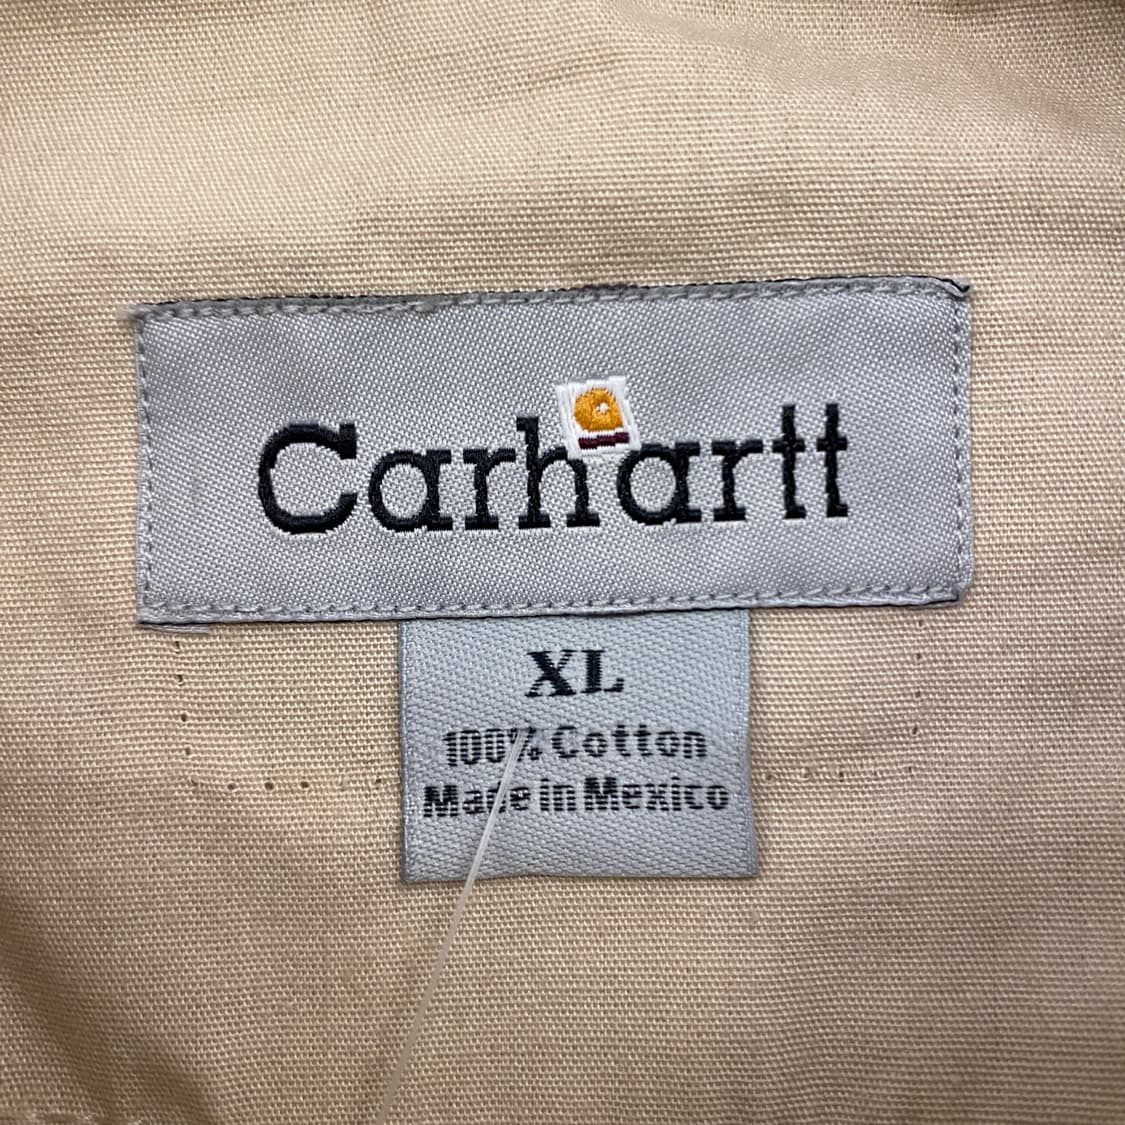 Carhartt
XL
100% Cotton
Made in Mexico